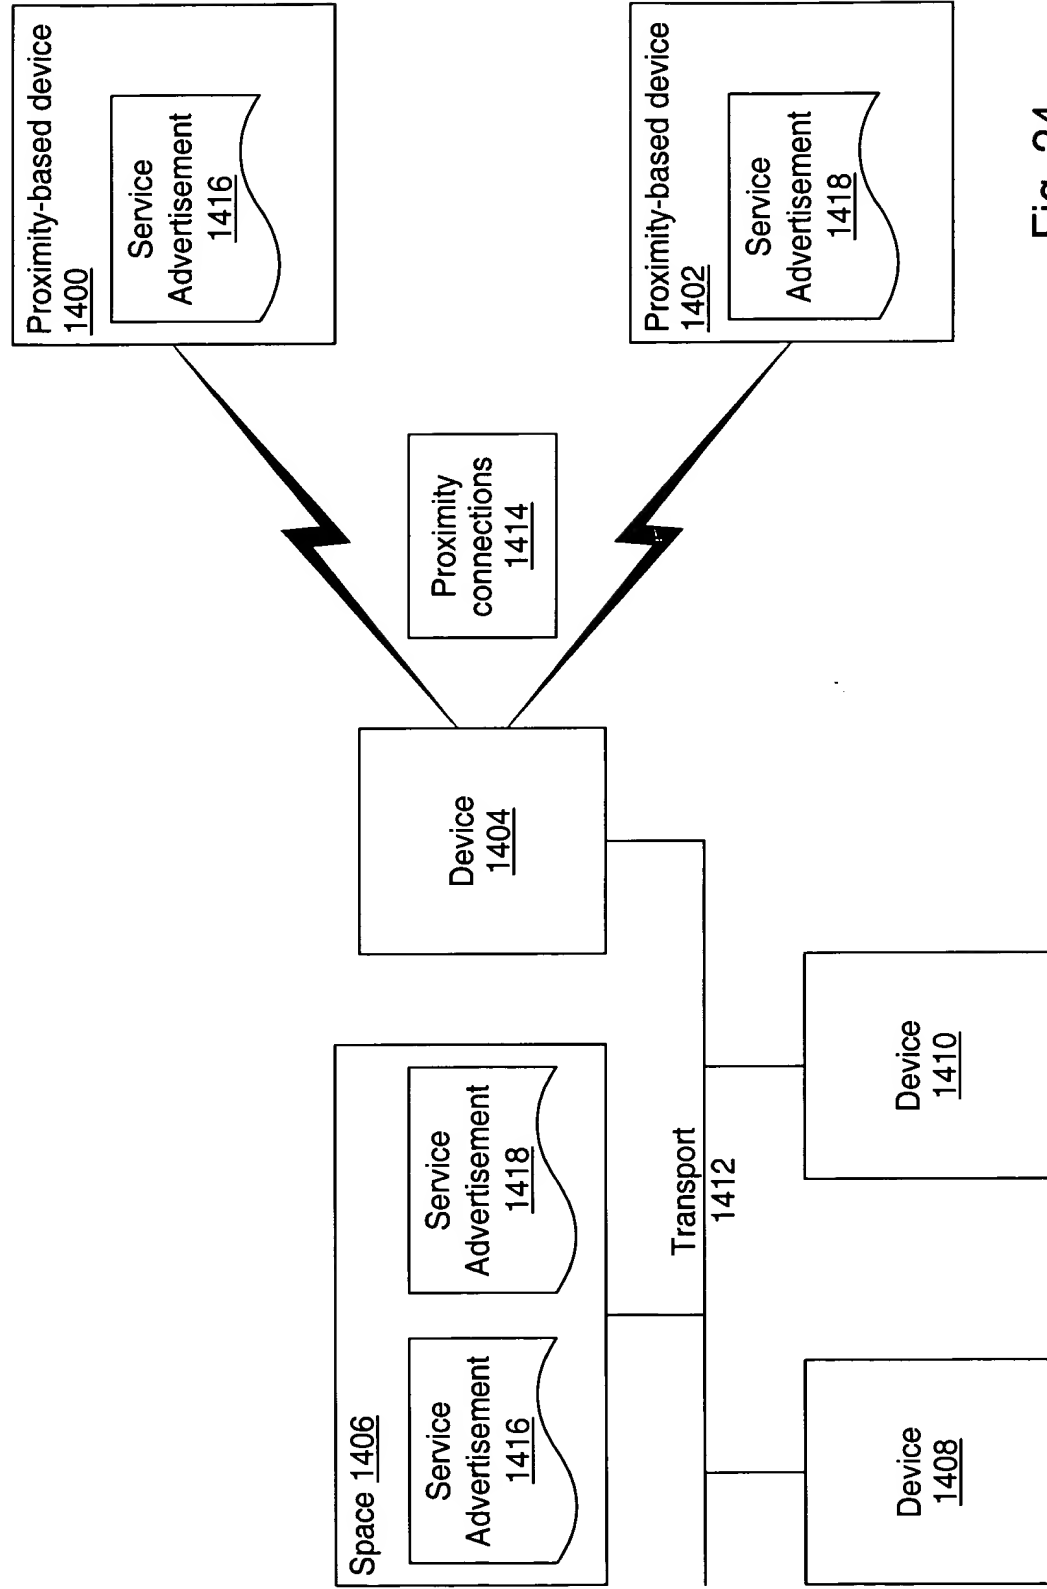 Proximity-based device
1400
Service
Advertisement
1416
Proximity-based device
1402
Service
Advertisement
1418
Proximity
connections
1414
Device
1404
Space 1406
Service
Advertisement
1416
Service
Advertisement
1418
Transport
1412
Device
1408
Device
1410